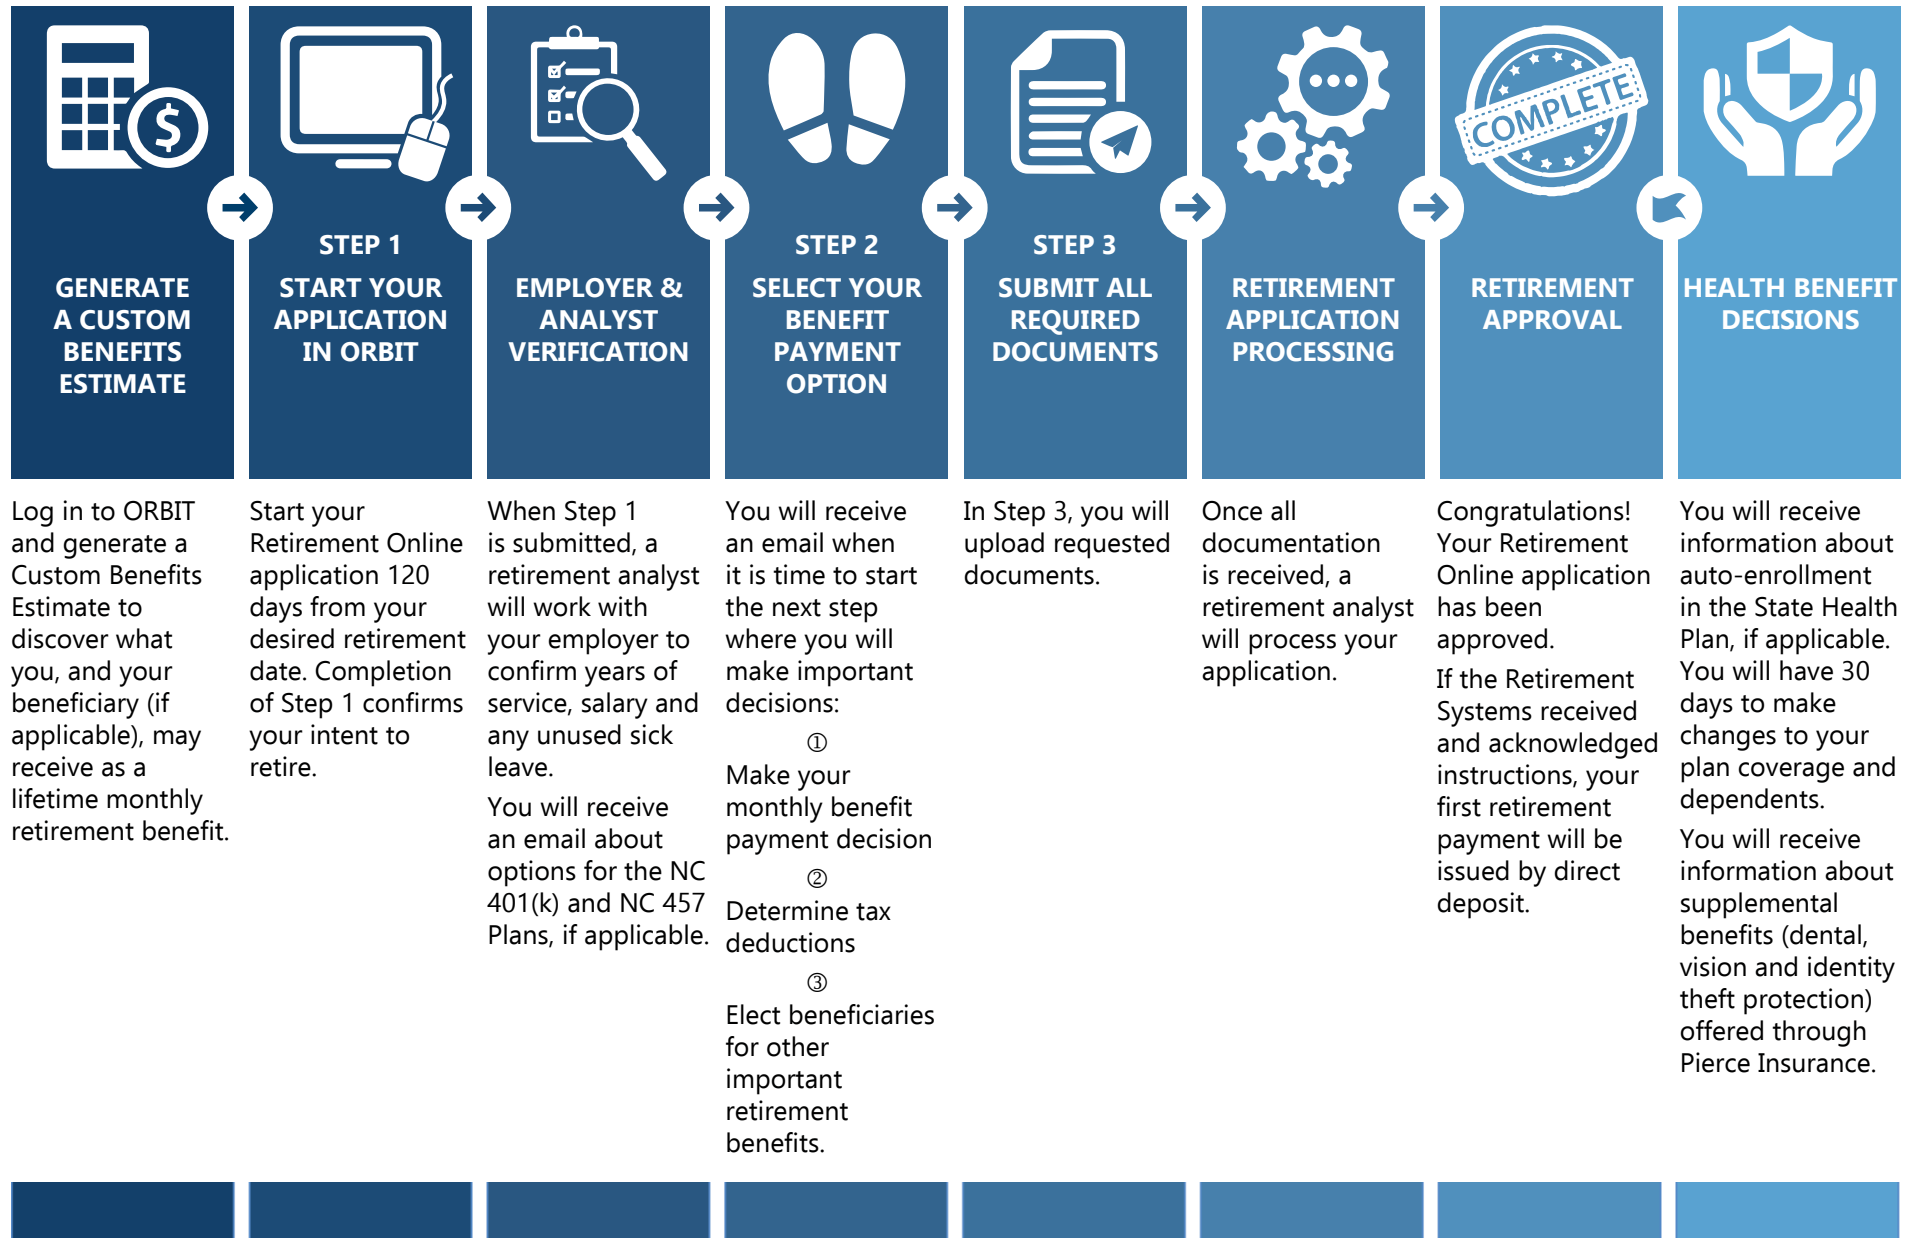 $
COMPLETE
GENERATE
A CUSTOM
BENEFITS
ESTIMATE
STEP 1
START YOUR
APPLICATION
IN ORBIT
EMPLOYER &
ANALYST
VERIFICATION
STEP 2
SELECT YOUR
BENEFIT
PAYMENT
OPTION
STEP 3
SUBMIT ALL
REQUIRED
DOCUMENTS
RETIREMENT
APPLICATION
PROCESSING
RETIREMENT
APPROVAL
HEALTH BENEFIT
DECISIONS
Log in to ORBIT
and generate a
Custom Benefits
Estimate to
discover what
you, and your
beneficiary (if
applicable), may
receive as a
lifetime monthly
retirement benefit.
Start your
Retirement Online
application 120
days from your
desired retirement
date. Completion
of Step 1 confirms
your intent to
retire.
When Step 1
is submitted, a
retirement analyst
will work with
your employer to
confirm years of
service, salary and
any unused sick
leave.
You will receive
an email about
options for the NC
401(k) and NC 457
Plans, if applicable.
You will receive
an email when
it is time to start
the next step
where you will
make important
decisions:
①
Make your
monthly benefit
payment decision
②
Determine tax
deductions
③
Elect beneficiaries
for other
important
retirement
benefits.
In Step 3, you will
upload requested
documents.
Once all
documentation
is received, a
retirement analyst
will process your
application.
Congratulations!
Your Retirement
Online application
has been
approved.
If the Retirement
Systems received
and acknowledged
instructions, your
first retirement
payment will be
issued by direct
deposit.
You will receive
information about
auto-enrollment
in the State Health
Plan, if applicable.
You will have 30
days to make
changes to your
plan coverage and
dependents.
You will receive
information about
supplemental
benefits (dental,
vision and identity
theft protection)
offered through
Pierce Insurance.